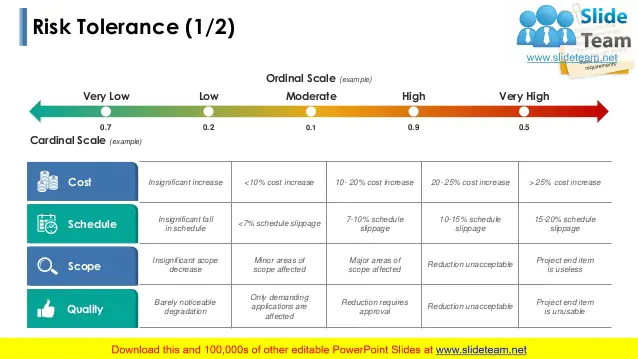 Risk Tolerance (1/2)
Slide
Team
www.slideteam.net
requirements"
Ordinal Scale (example)
Very Low Low Moderate High Very High
0.7 0.2 0.1 0.9 0.5
Cardinal Scale (example)
Cost Insignificant increase <10% cost increase 10- 20% cost increase 20-25% cost increase > 25% cost increase
Schedule
Insignificant fall
in schedule
<7% schedule slippage
7-10% schedule
slippage
10-15% schedule
slippage
15-20% schedule
slippage
Scope
Insignificant scope
decrease
Minor areas of
scope affected
Major areas of
scope affected
Reduction unacceptable
Project end item
is useless
Quality
Barely noticeable
degradation
Only demanding
applications are
affected
Reduction requires
approval
Reduction unacceptable
Project end item
is unusable
Download this and 100,000s of other editable PowerPoint Slides at www.slideteam.net